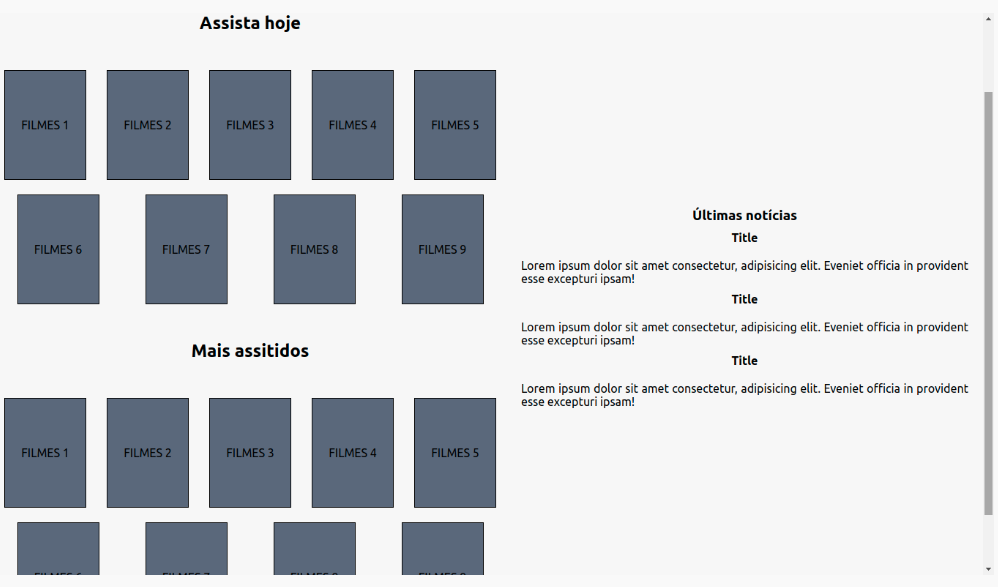 Assista hoje
FILMES 1
FILMES 2
FILMES 3
FILMES 4
FILMES 5
FILMES 6
FILMES 7
FILMES 8
FILMES 9
Mais assitidos
FILMES 1
FILMES 2
FILMES 3
FILMES 4
FILMES 5
Últimas notícias
Title
Lorem ipsum dolor sit amet consectetur, adipisicing elit. Eveniet officia in provident
esse excepturi ipsam!
Title
Lorem ipsum dolor sit amet consectetur, adipisicing elit. Eveniet officia in provident
esse excepturi ipsam!
Title
Lorem ipsum dolor sit amet consectetur, adipisicing elit. Eveniet officia in provident
esse excepturi ipsam!